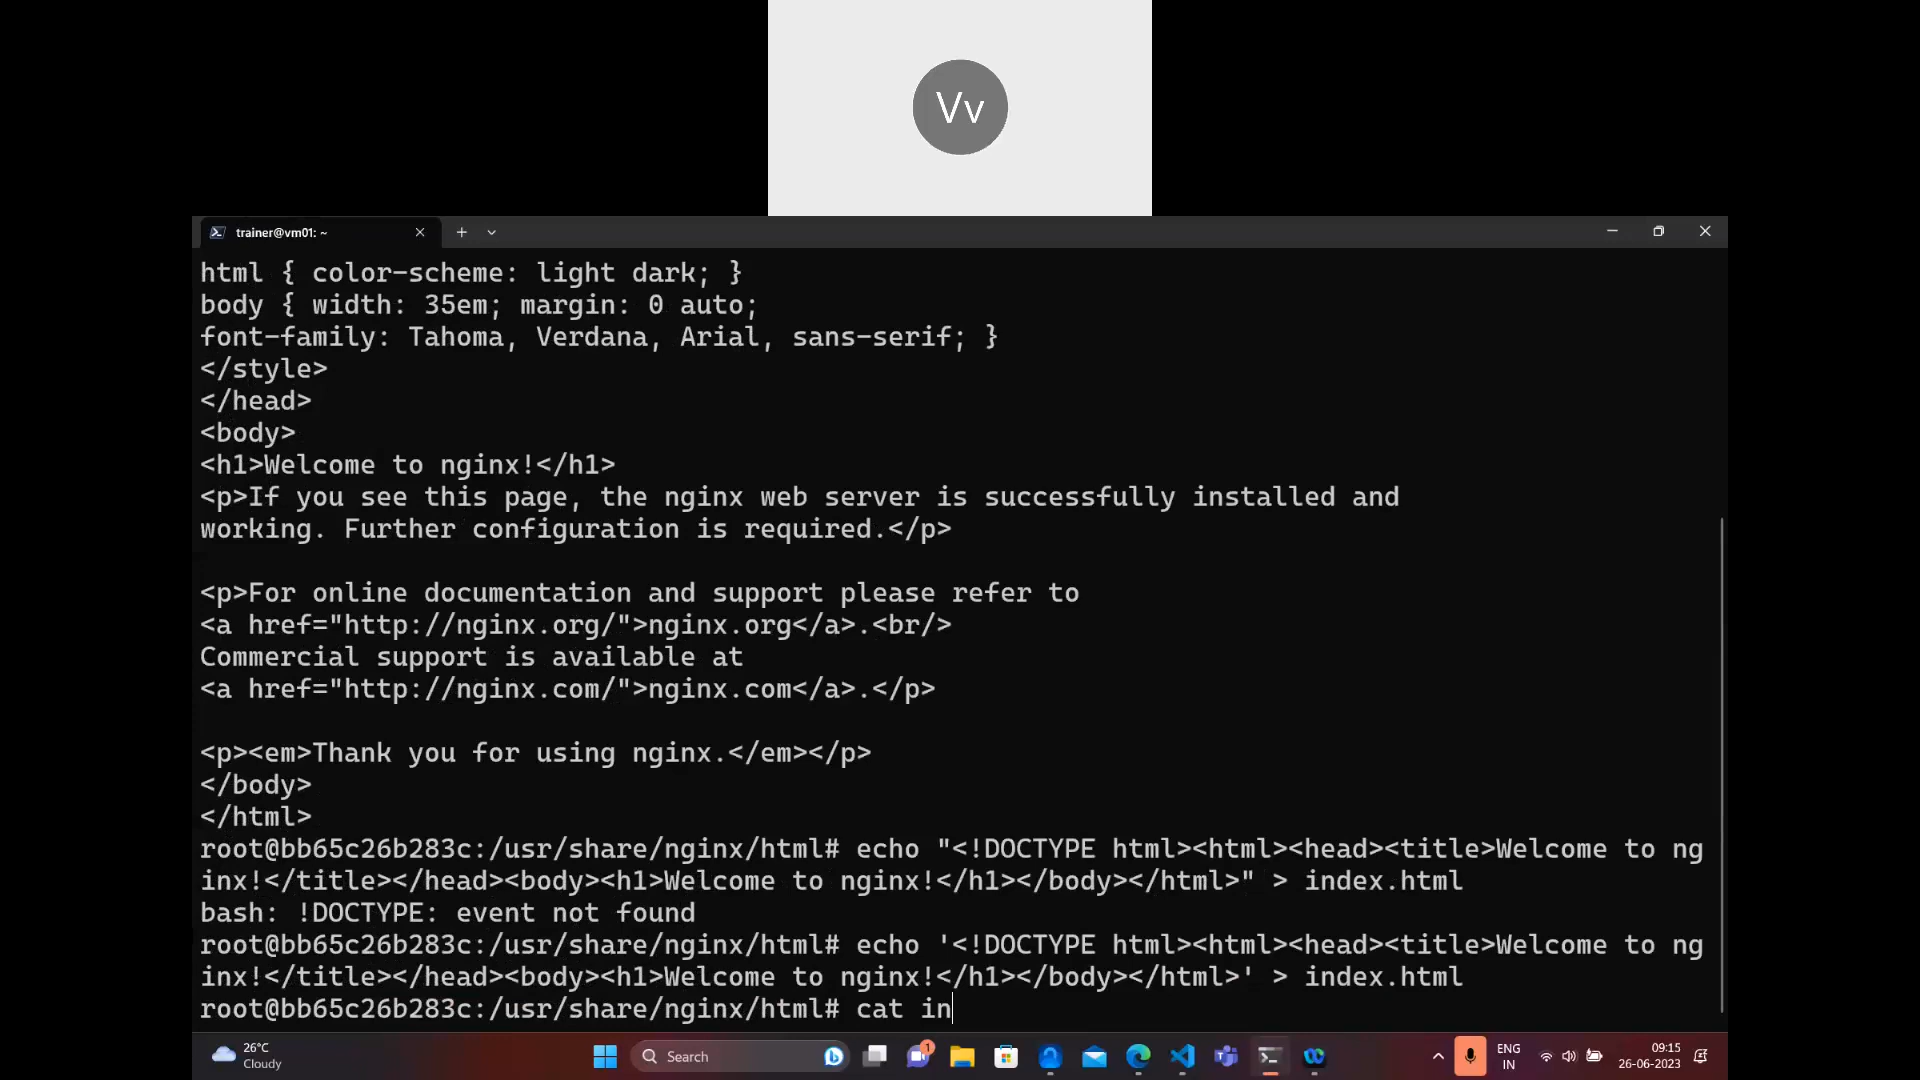 Vv
trainer@vm01: ~
html { color-scheme: light dark; }
body { width: 35em; margin: 0 auto;
font-family: Tahoma, Verdana, Arial, sans-serif; }
</style>
</head>
<body>
<h1>Welcome to nginx!</h1>
<p>If you see this page, the nginx web server is successfully installed and
working. Further configuration is required.</p>
<p>For online documentation and support please refer to
<a href="http://nginx.org/">nginx.org</a>.<br/>
Commercial support is available at
<a href="http://nginx.com/">nginx.com</a>.</p>
<p><em>Thank you for using nginx.</em></p>
</body>
</html>
root@bb65c26b283c:/usr/share/nginx/html# echo "<!DOCTYPE html><html><head><title>Welcome to ng
inx!</title></head><body><h1>Welcome to nginx!</h1></body></html>" > index.html
bash: !DOCTYPE: event not found
root@bb65c26b283c:/usr/share/nginx/html# echo '<!DOCTYPE html><html><head><title>Welcome to ng
inx!</title></head><body><h1>Welcome to nginx!</h1></body></html>' > index.html
root@bb65c26b283c:/usr/share/nginx/html# cat in
26°C
Cloudy
Search
1
ENG
IN
09:15
26-06-2023